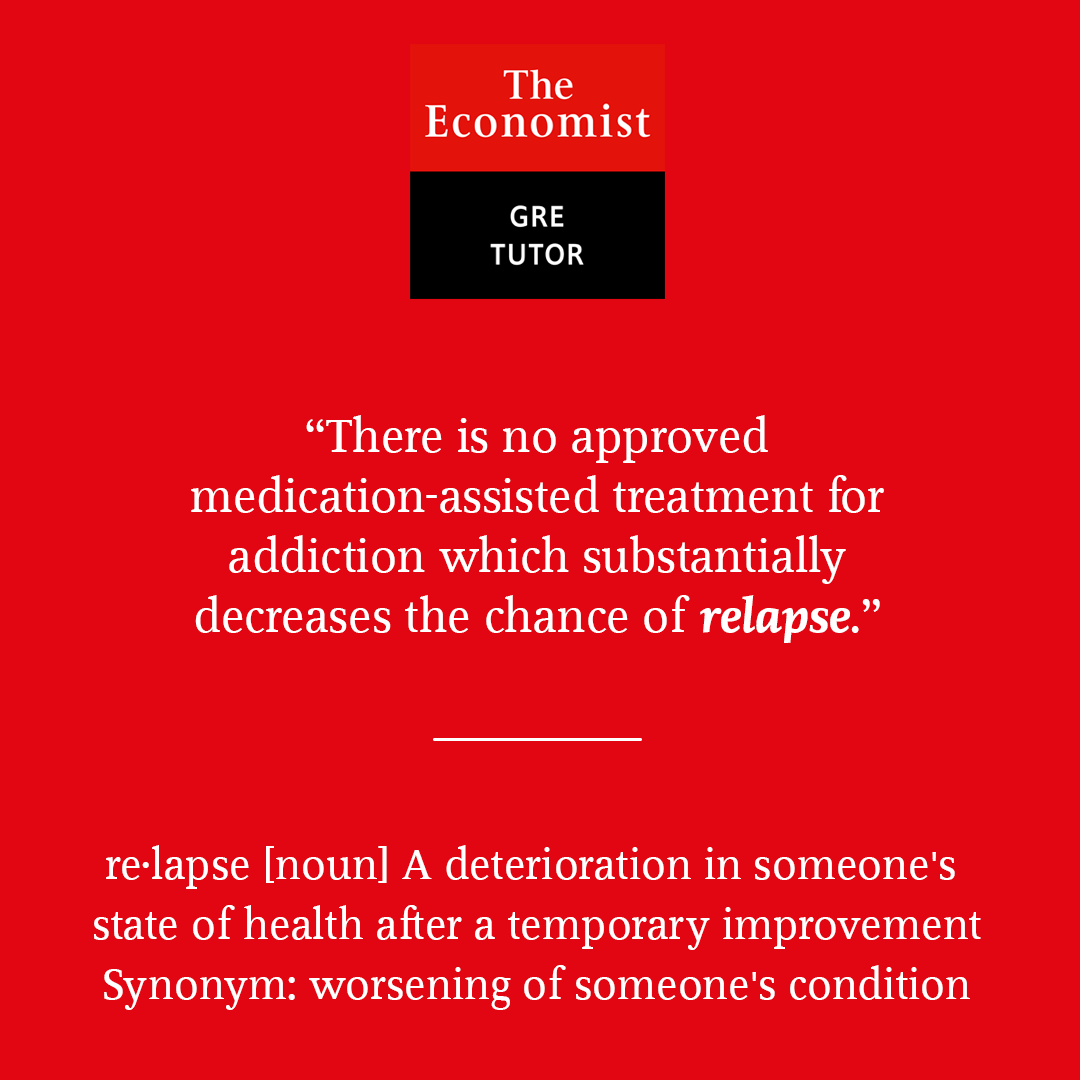 The
Economist
GRE
TUTOR
“There is no approved
medication-assisted treatment for
addiction which substantially
decreases the chance of relapse.”
re·lapse [noun] A deterioration in someone's
state of health after a temporary improvement
Synonym: worsening of someone's condition